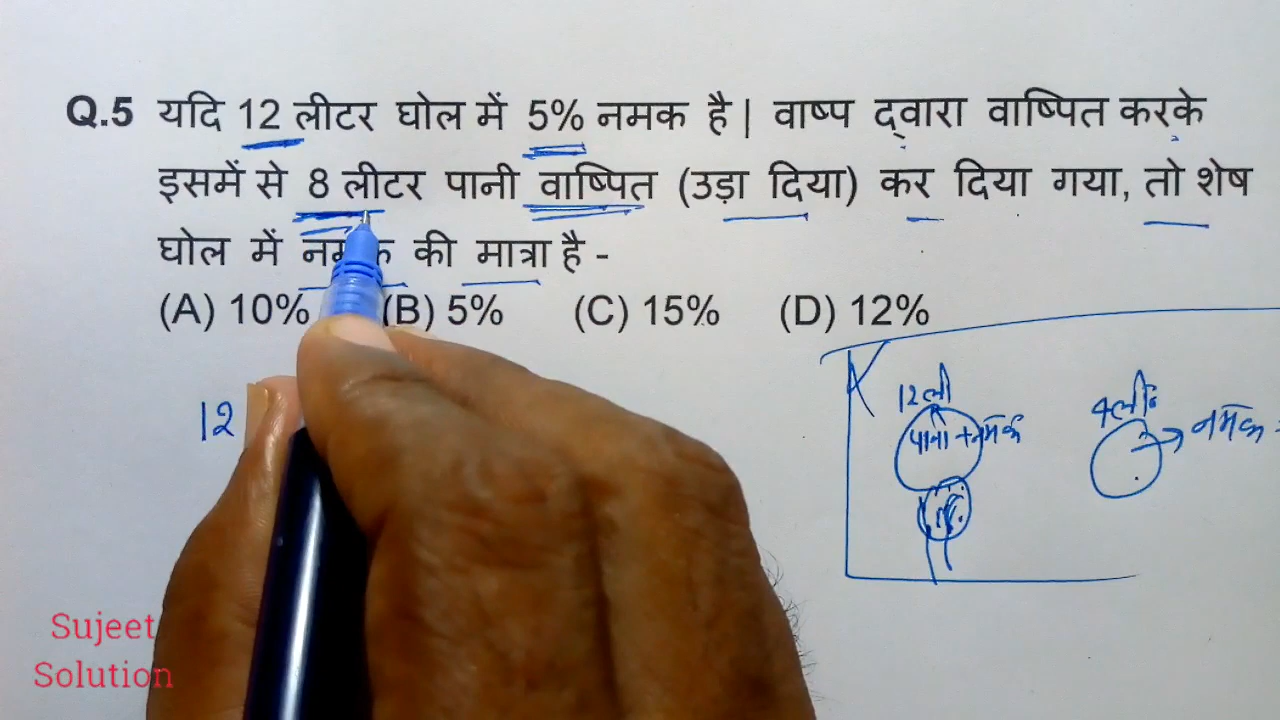 Q.5 यदि 12 लीटर घोल में 5% नमक है | वाष्प द्वारा वाष्पित करके
इसमें से 8 लीटर पानी वाष्पित (उड़ा दिया) कर दिया गया, तो शेष
घोल में नमक की मात्रा है -
(A) 10% (B) 5% (C) 15% (D) 12%
12ली
पानी + नमक
4ली॰
नमक
12
Sujeet
Solution